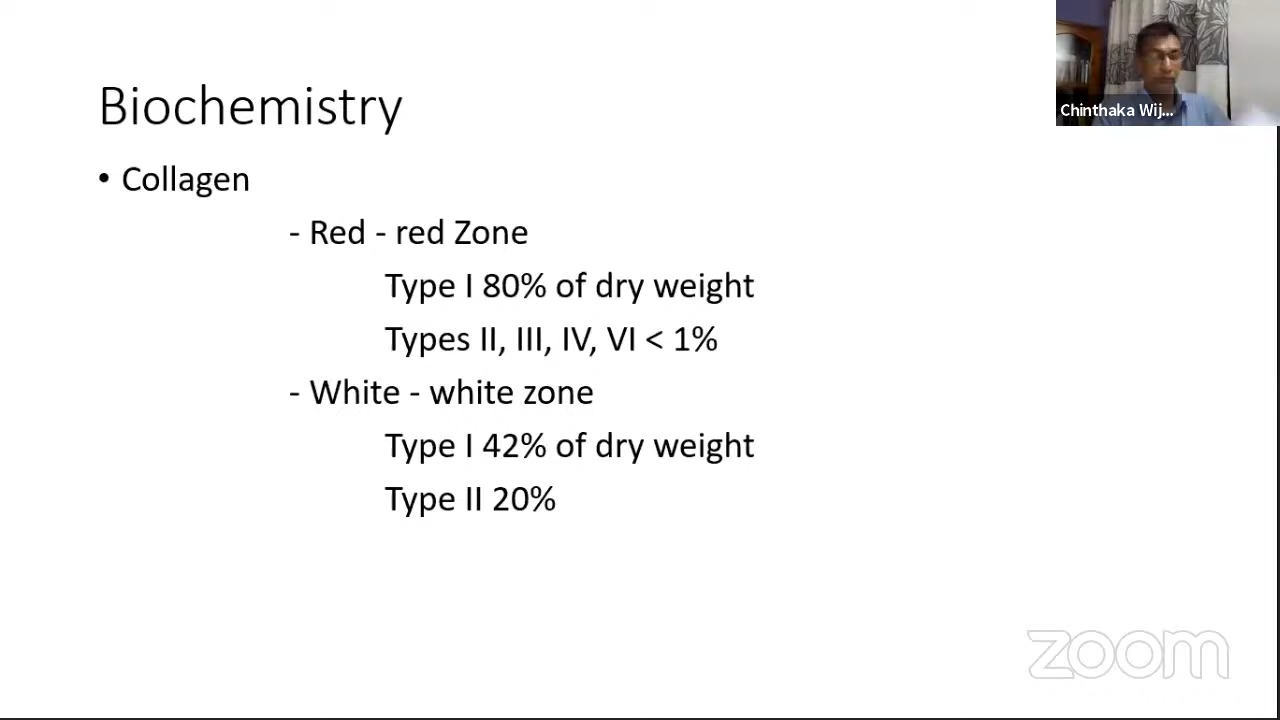 Biochemistry
Chinthaka Wij...
• Collagen
- Red - red Zone
Type I 80% of dry weight
Types II, III, IV, VI < 1%
- White - white zone
Type I 42% of dry weight
Type II 20%
zoom